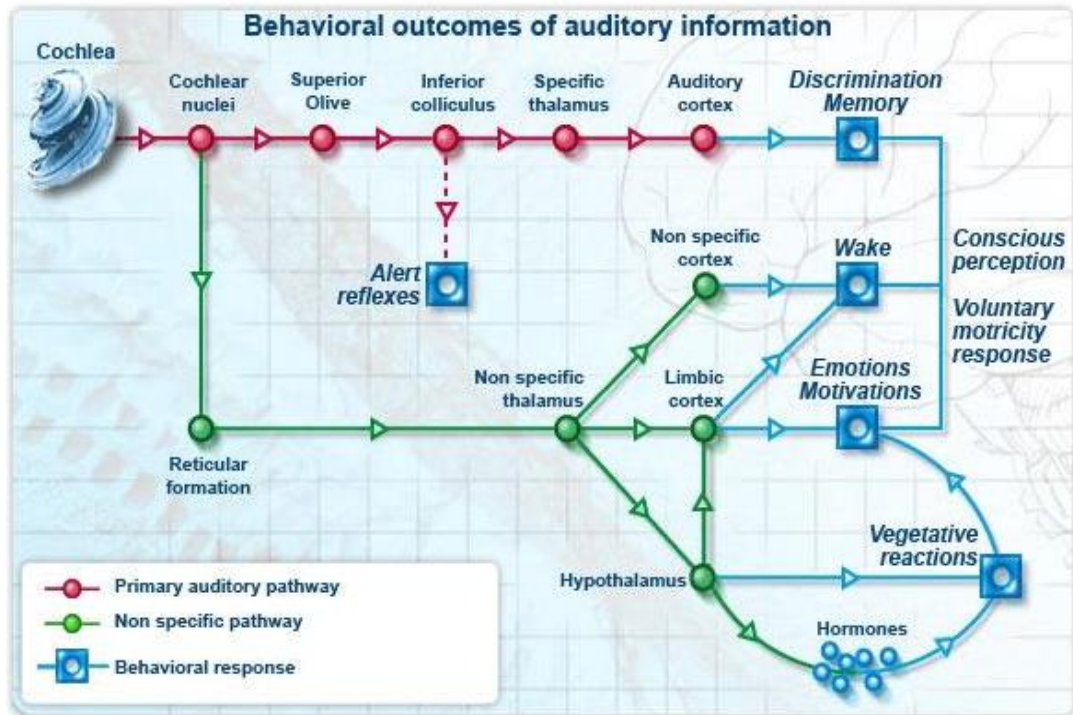 Behavioral outcomes of auditory information
Cochlea
Cochlear
nuclei
Superior
Olive
Inferior
colliculus
Specific
thalamus
Auditory
cortex
Discrimination
Memory
Alert
reflexes
Non specific
cortex
Wake
Conscious
perception
Voluntary
motricity
response
Non specific
thalamus
Limbic
cortex
Emotions
Motivations
Reticular
formation
Vegetative
reactions
Hypothalamus
Hormones
Primary auditory pathway
Non specific pathway
Behavioral response